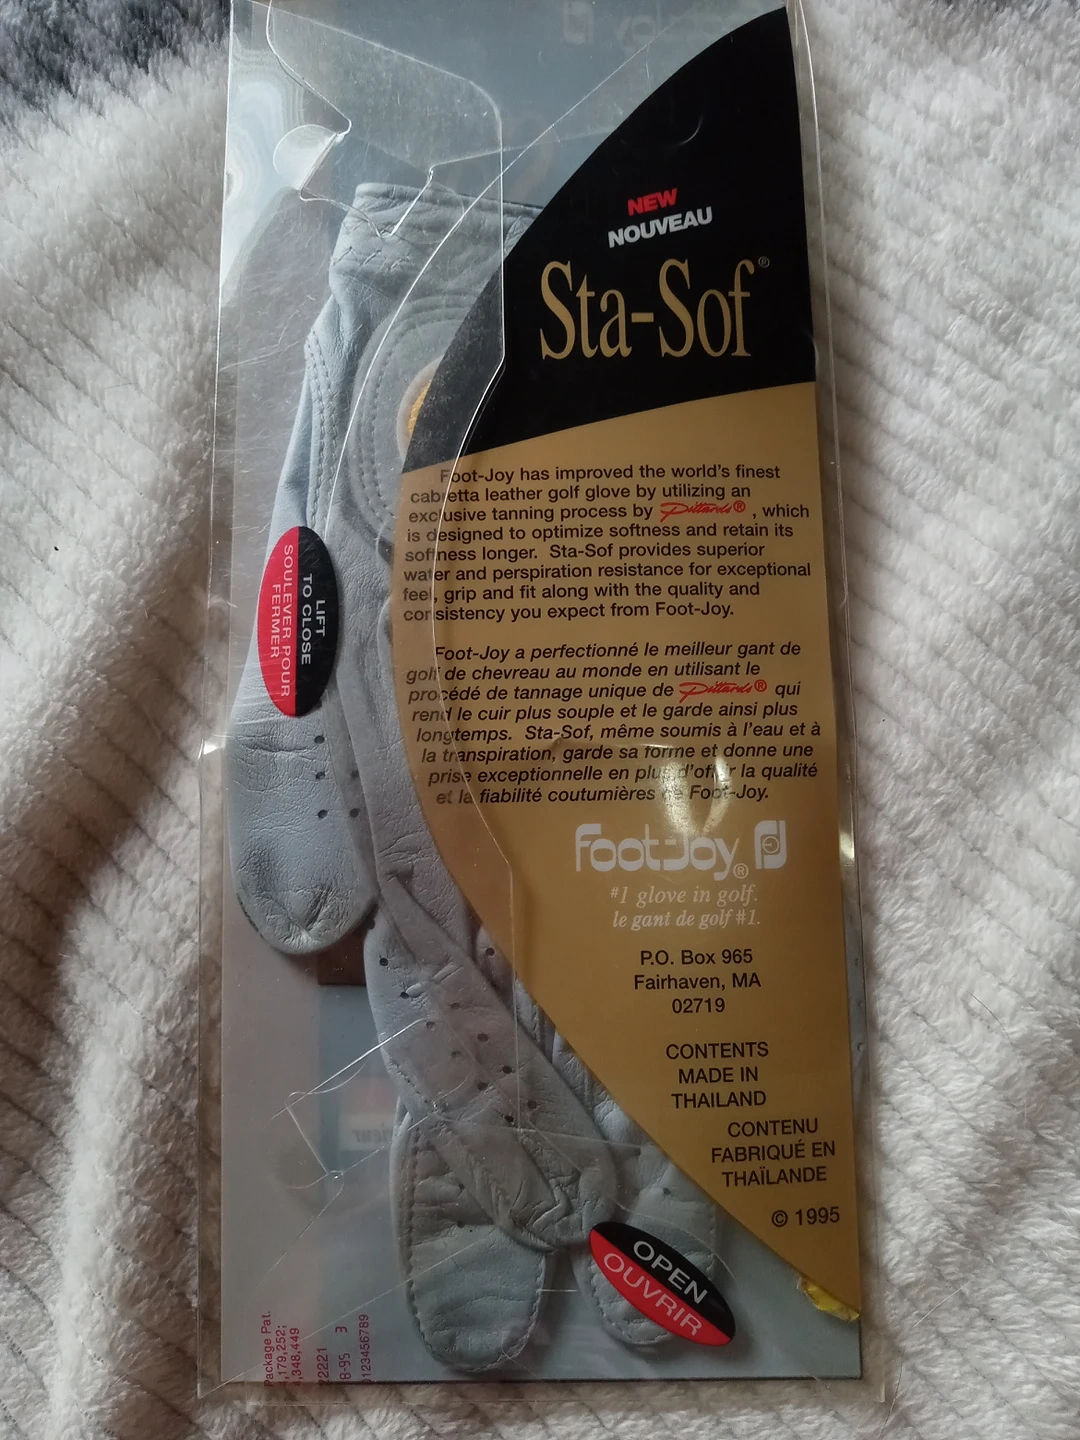 NEW
NOUVEAU
Sta-Sof®
Foot-Joy has improved the world's finest
cabretta leather golf glove by utilizing an
exclusive tanning process by Pittards®, which
is designed to optimize softness and retain its
softness longer. Sta-Sof provides superior
water and perspiration resistance for exceptional
feel, grip and fit along with the quality and
consistency you expect from Foot-Joy.
Foot-Joy a perfectionné le meilleur gant de
golf de chevreau au monde en utilisant le
procédé de tannage unique de Pittards® qui
rend le cuir plus souple et le garde ainsi plus
longtemps. Sta-Sof, même soumis à l'eau et à
la transpiration, garde sa forme et donne une
prise exceptionnelle en plus d'offrir la qualité
et la fiabilité coutumières de Foot-Joy.
FootJoy®
#1 glove in golf.
le gant de golf #1.
P.O. Box 965
Fairhaven, MA
02719
CONTENTS
MADE IN
THAILAND
CONTENU
FABRIQUÉ EN
THAÏLANDE
© 1995
LIFT
TO CLOSE
SOULEVER POUR
FERMER
OPEN
OUVRIR
Package Pat.
4,179,252;
4,348,449
22221
8-95 3
0123456789